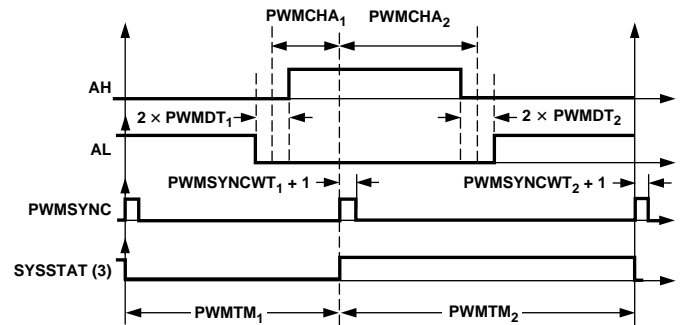 PWMCHA₁ PWMCHA₂
AH
2 × PWMDT₁ 2 × PWMDT₂
AL
PWMSYNCWT₁ + 1 PWMSYNCWT₂ + 1
PWMSYNC
SYSSTAT (3)
PWMTM₁ PWMTM₂